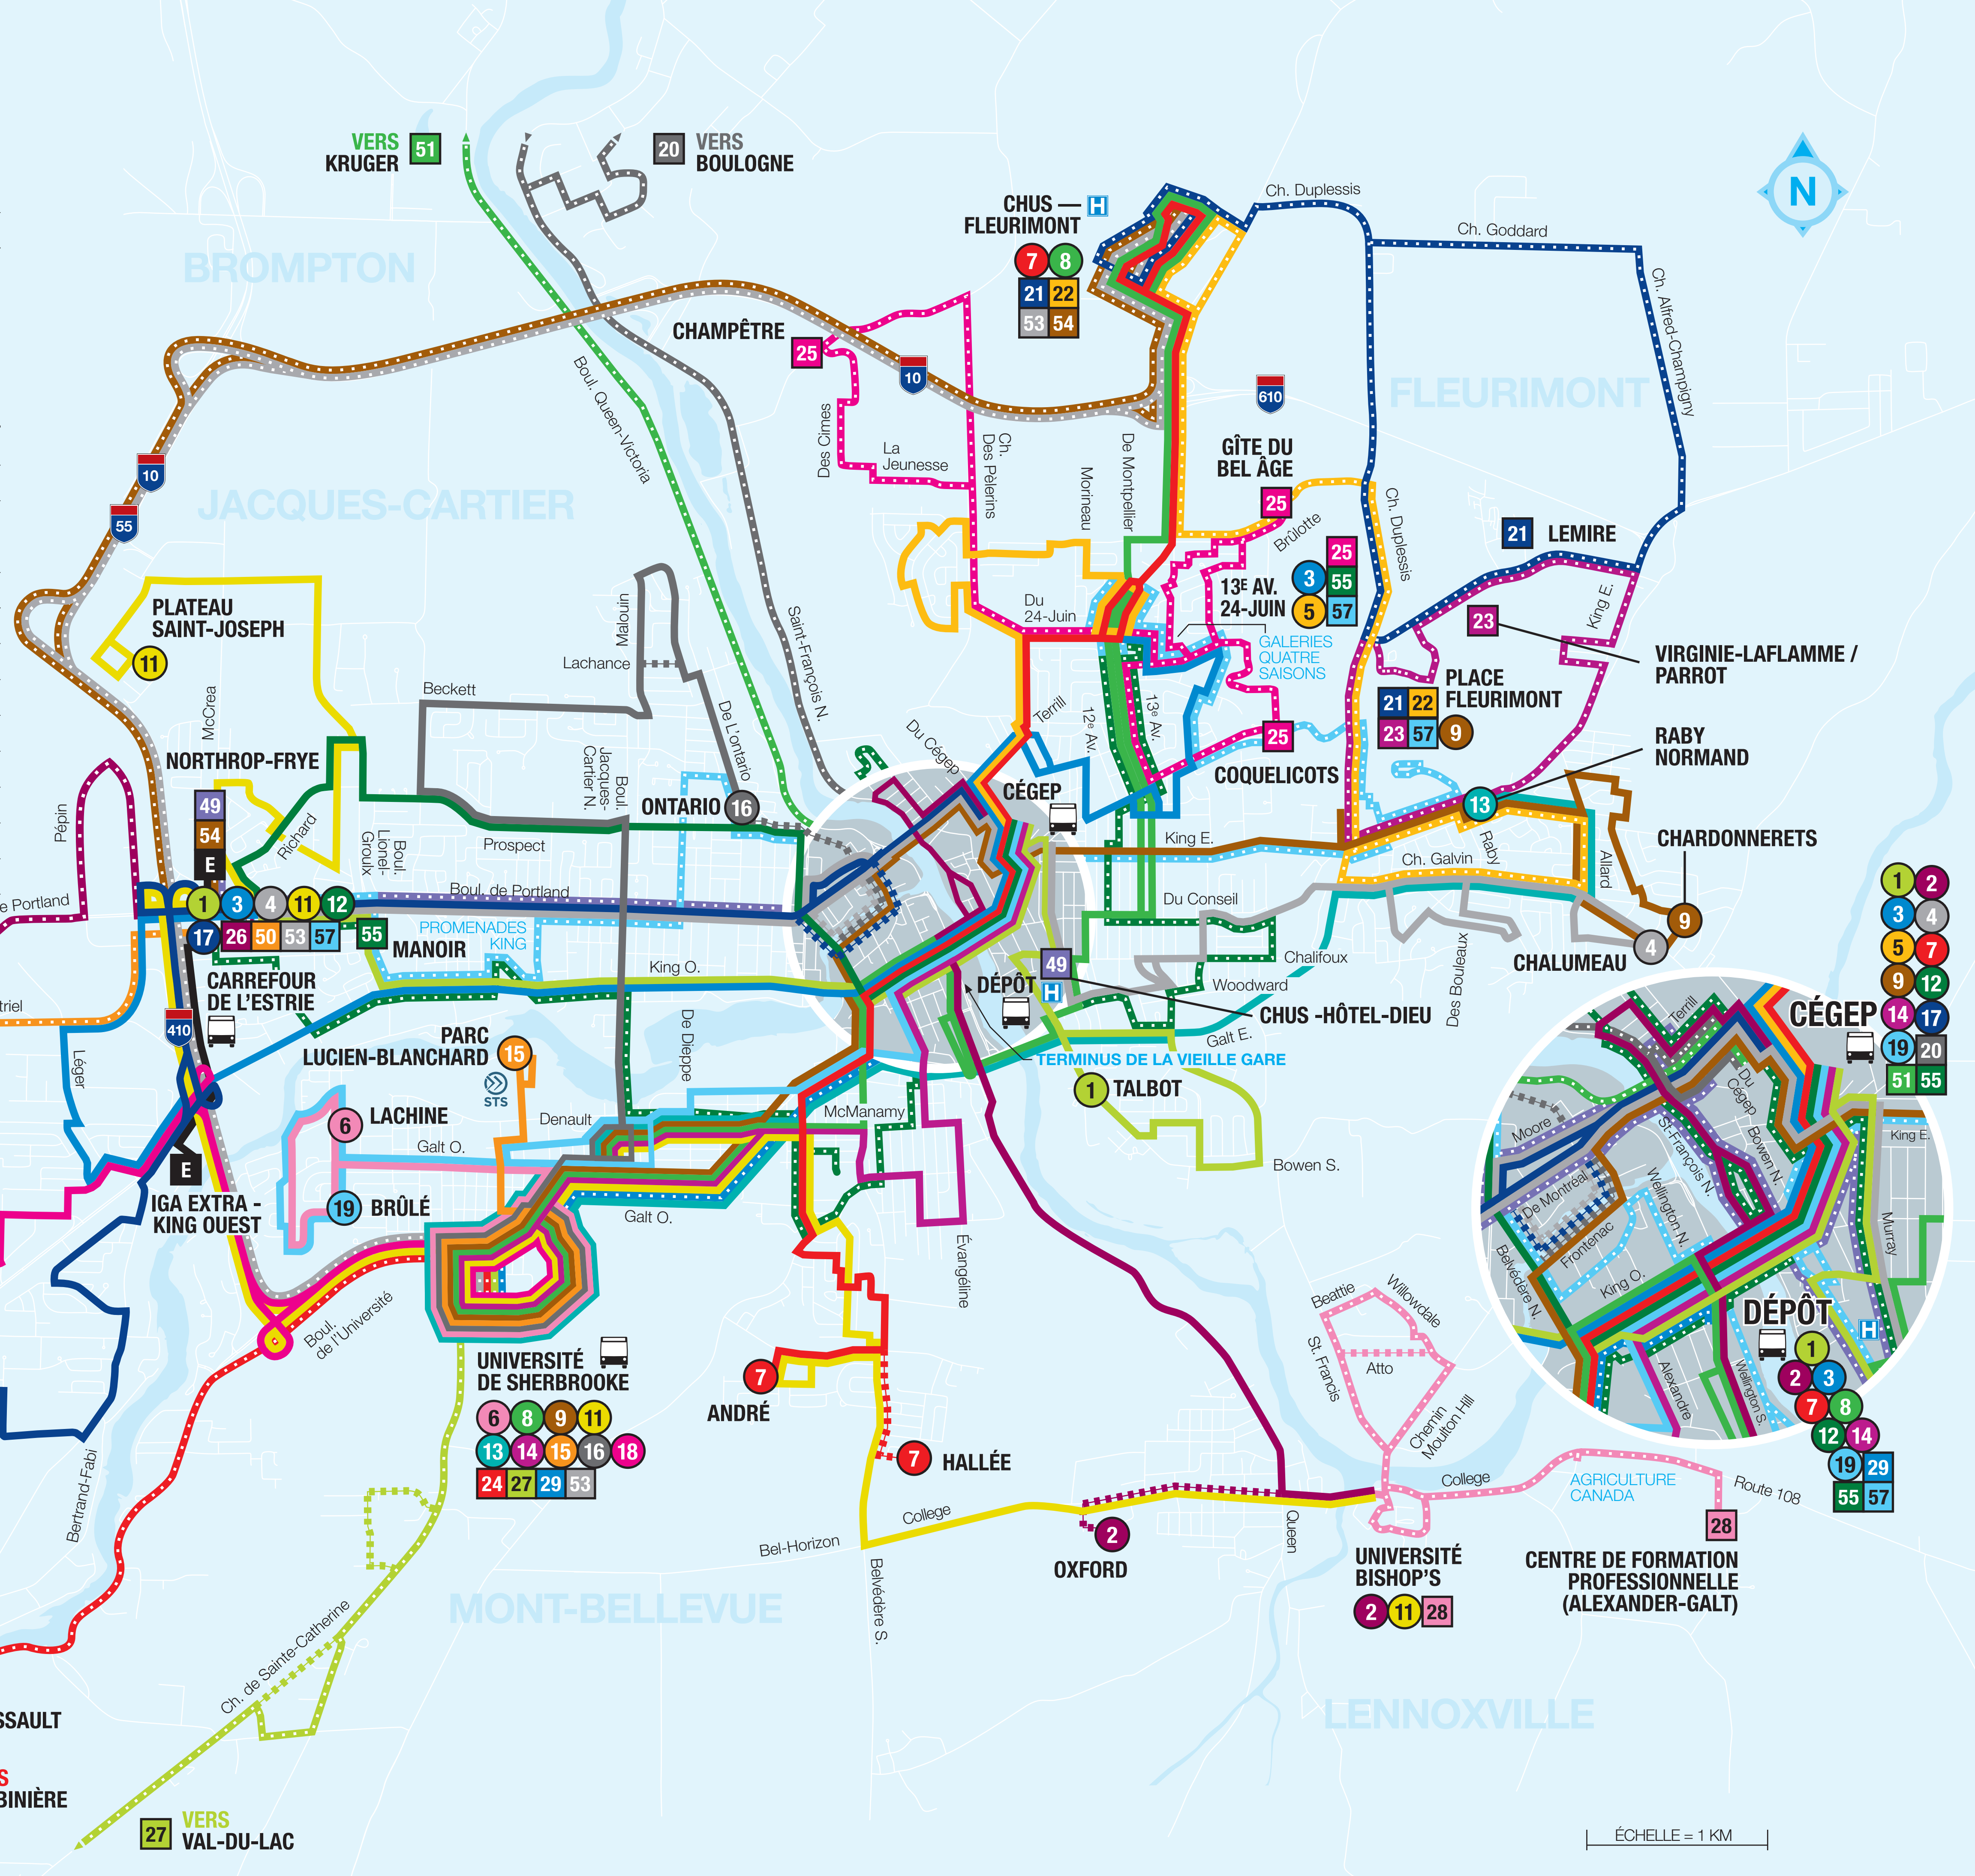 VERS
KRUGER
51
20
VERS
BOULOGNE
CHUS — H
FLEURIMONT
7 8
21 22
53 54
Ch. Duplessis
Ch. Goddard
Ch. Alfred-Champigny
N
BROMPTON
CHAMPÊTRE
25
10
610
FLEURIMONT
Boul. Queen-Victoria
Des Cimes
La
Jeunesse
Ch.
Des Pèlerins
Morineau
De Montpellier
GÎTE DU
BEL ÂGE
25
Brûlotte
Ch. Duplessis
10
55
JACQUES-CARTIER
21
LEMIRE
25
3 55
5 57
13E AV.
24-JUIN
GALERIES
QUATRE
SAISONS
King E.
23
VIRGINIE-LAFLAMME /
PARROT
PLATEAU
SAINT-JOSEPH
11
Malouin
Lachance
Saint-François N.
Du
24-Juin
Beckett
De L'ontario
Terrill
12e Av.
13e Av.
25
COQUELICOTS
PLACE
FLEURIMONT
21 22
23 57 9
RABY
NORMAND
13
McCrea
NORTHROP-FRYE
49
54
E
Richard
Boul.
Lionel-
Groulx
Boul.
Jacques-
Cartier N.
ONTARIO 16
Du Cégep
CÉGEP
King E.
Ch. Galvin
Raby
Allard
CHARDONNERETS
9
4
CHALUMEAU
Pépin
Prospect
Boul. de Portland
e Portland
1 3 4 11 12
17 26 50 53 57
55
MANOIR
PROMENADES
KING
CARREFOUR
DE L'ESTRIE
King O.
Du Conseil
Chalifoux
Woodward
Des Bouleaux
49
H
DÉPÔT
CHUS -HÔTEL-DIEU
Galt E.
TERMINUS DE LA VIEILLE GARE
1
TALBOT
Bowen S.
triel
410
Léger
PARC
LUCIEN-BLANCHARD
15
STS
De Dieppe
6
LACHINE
Denault
McManamy
Galt O.
E
IGA EXTRA -
KING OUEST
19
BRÛLÉ
Galt O.
Évangéline
Boul.
de l'Université
UNIVERSITÉ
DE SHERBROOKE
6 8 9 11
13 14 15 16 18
24 27 29 53
7
ANDRÉ
7
HALLÉE
Bertrand-Fabi
Beattie
Willowdale
St. Francis
Atto
Chemin
Moulton Hill
College
AGRICULTURE
CANADA
Route 108
28
CENTRE DE FORMATION
PROFESSIONNELLE
(ALEXANDER-GALT)
UNIVERSITÉ
BISHOP'S
2 11 28
Queen
2
OXFORD
College
Bel-Horizon
Belvédère S.
MONT-BELLEVUE
LENNOXVILLE
Ch. de Sainte-Catherine
SSAULT
S
BINIÈRE
27
VERS
VAL-DU-LAC
1 2
3 4
5 7
9 12
14 17
19 20
51 55
CÉGEP
Terrill
Du
Cégep
Bowen N.
St-François N.
Moore
De Montréal
Frontenac
Wellington N.
King O.
Belvédère N.
King E.
Murray
Alexandre
Wellington S.
H
DÉPÔT
1
2 3
7 8
12 14
19 29
55 57
ÉCHELLE = 1 KM